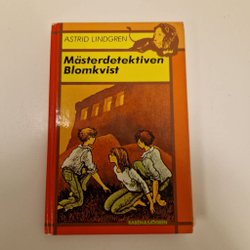 ASTRID LINDGREN
Mästerdetektiven
Blomkvist
RABÉN & SJÖGREN